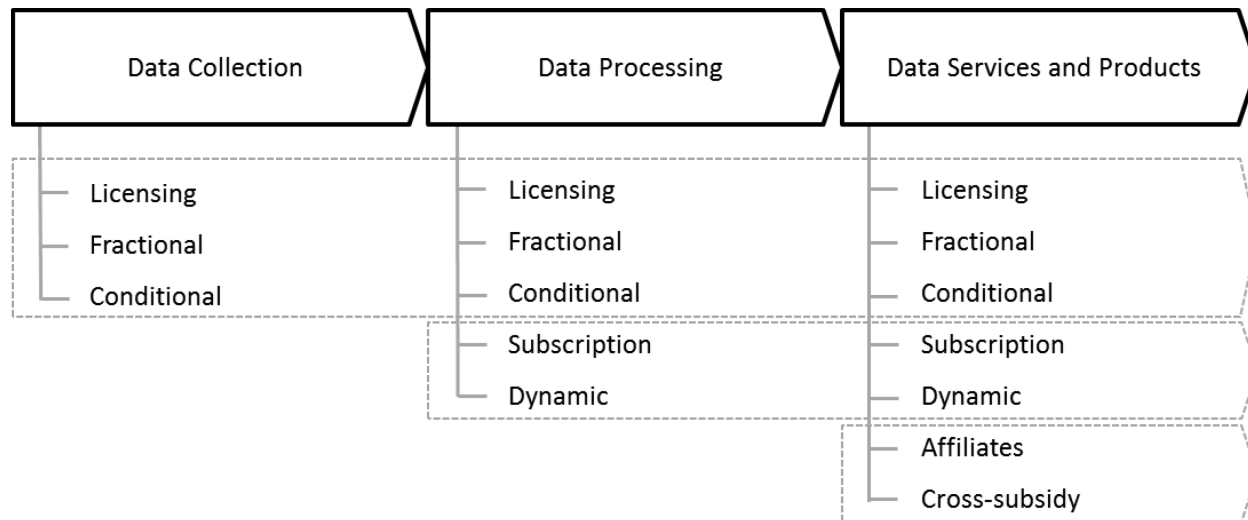 Data Collection
Data Processing
Data Services and Products
Licensing
Fractional
Conditional
Licensing
Fractional
Conditional
Subscription
Dynamic
Licensing
Fractional
Conditional
Subscription
Dynamic
Affiliates
Cross-subsidy